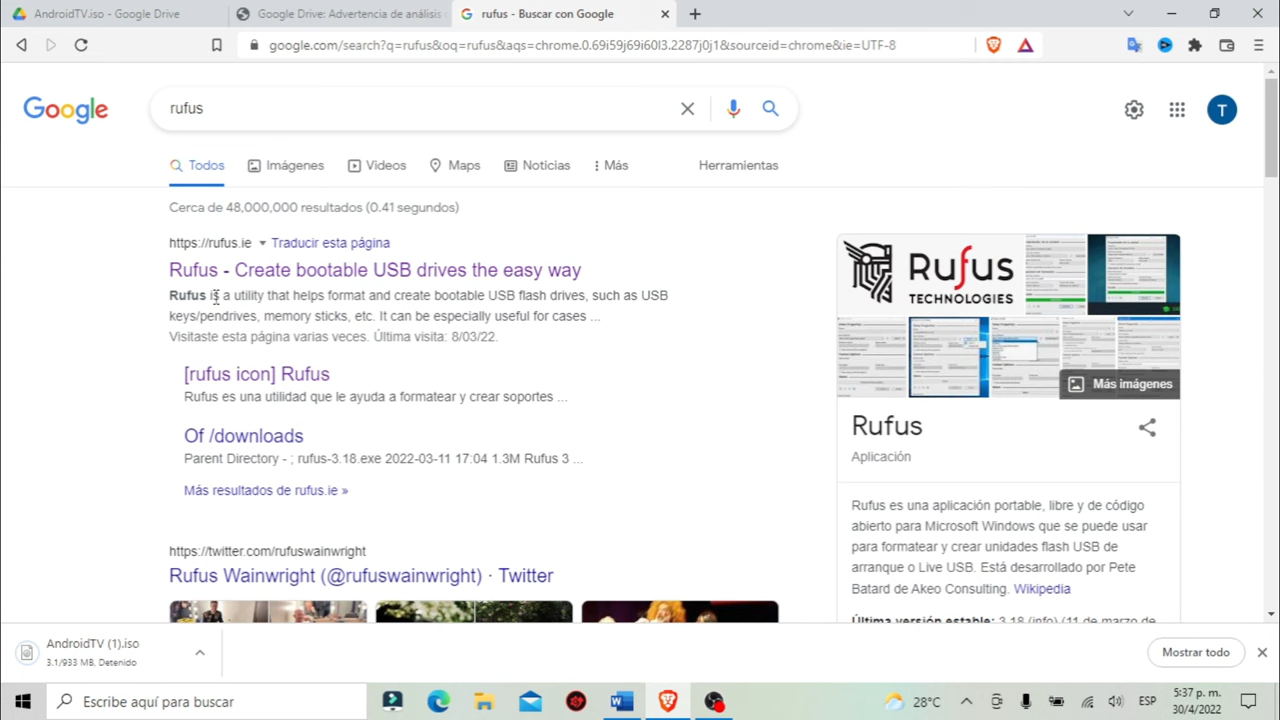 AndroidTV.iso - Google Drive
Google Drive: Advertencia de análisis
rufus - Buscar con Google
google.com/search?q=rufus&oq=rufus&aqs=chrome.0.69i59j69i60l3.2287j0j1&sourceid=chrome&ie=UTF-8
Google
rufus
T
Todos
Imágenes
Videos
Maps
Noticias
Más
Herramientas
Cerca de 48,000,000 resultados (0.41 segundos)
https://rufus.ie
Traducir esta página
Rufus - Create bootable USB drives the easy way
Rufus is a utility that helps format and create bootable USB flash drives, such as USB
keys/pendrives, memory sticks, etc. It can be especially useful for cases ...
Visitaste esta página varias veces. Última visita: 8/03/22.
[rufus icon] Rufus
Rufus es una utilidad que le ayuda a formatear y crear soportes ...
Of /downloads
Parent Directory - ; rufus-3.18.exe 2022-03-11 17:04 1.3M Rufus 3 ...
Más resultados de rufus.ie »
https://twitter.com/rufuswainwright
Rufus Wainwright (@rufuswainwright) · Twitter
Rufus
TECHNOLOGIES
Más imágenes
Rufus
Aplicación
Rufus es una aplicación portable, libre y de código
abierto para Microsoft Windows que se puede usar
para formatear y crear unidades flash USB de
arranque o Live USB. Está desarrollado por Pete
Batard de Akeo Consulting. Wikipedia
Última versión estable: 3.18 (info) (11 de marzo de
AndroidTV (1).iso
3.1/933 MB, Detenido
Mostrar todo
Escribe aquí para buscar
28°C
ESP
5:37 p. m.
30/4/2022